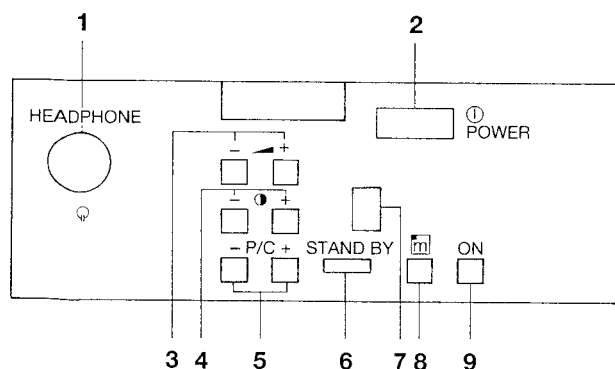 1 2
HEADPHONE
POWER
- +
- +
- P/C + STAND BY m ON
3 4 5 6 7 8 9